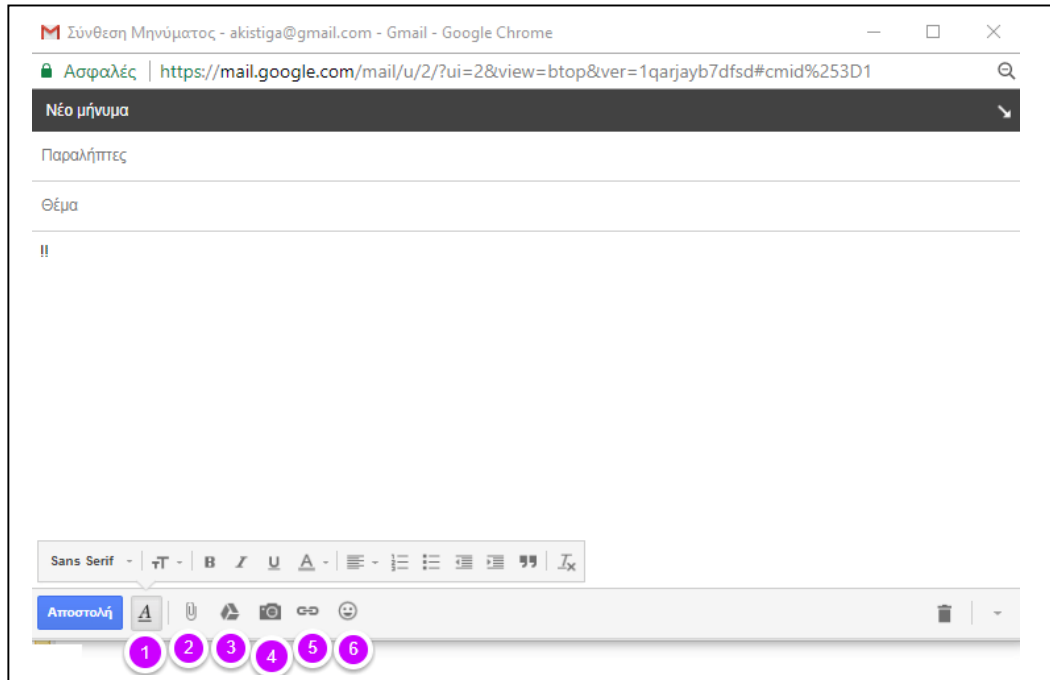 Σύνθεση Μηνύματος - akistiga@gmail.com - Gmail - Google Chrome
Ασφαλές | https://mail.google.com/mail/u/2/?ui=2&view=btop&ver=1qarjayb7dfsd#cmid%253D1
Νέο μήνυμα
Παραλήπτες
Θέμα
!!
Sans Serif
Αποστολή
1 2 3 4 5 6